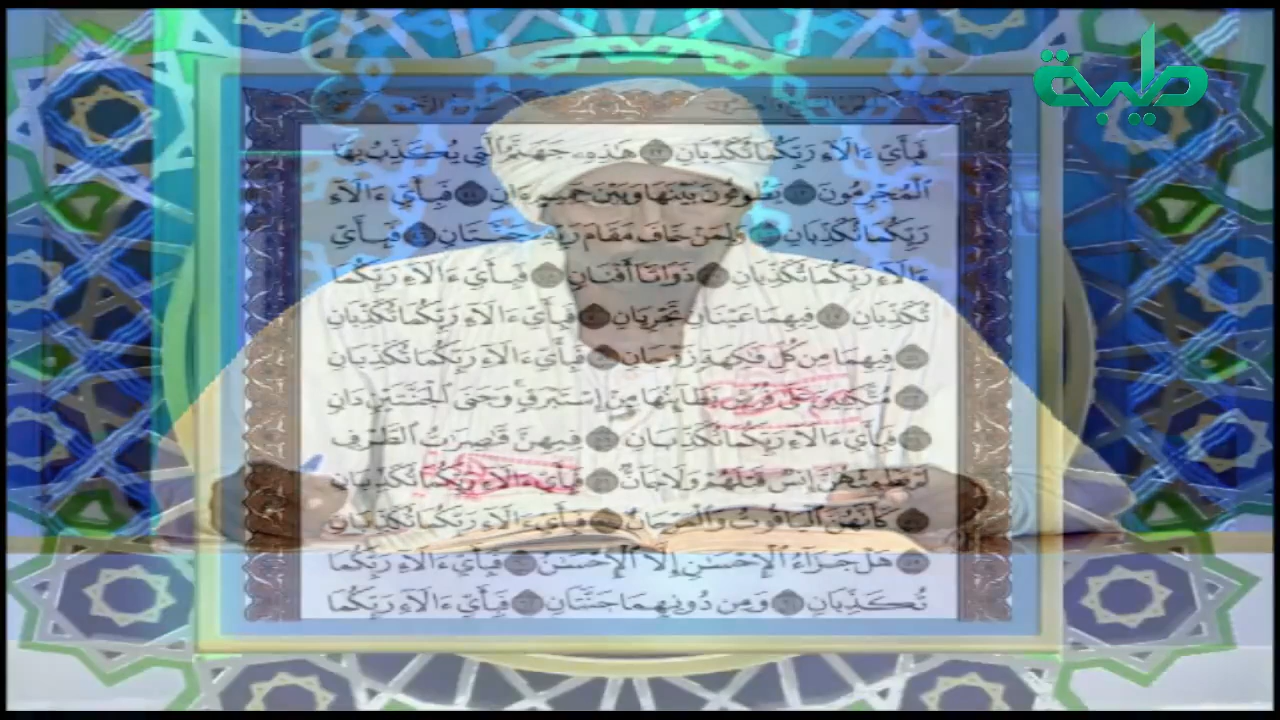 طيبة
فَبِأَيِّ ءَالَآءِ رَبِّكُمَا تُكَذِّبَانِ هَٰذِهِۦ جَهَنَّمُ ٱلَّتِي يُكَذِّبُ بِهَا
ٱلْمُجْرِمُونَ يَطُوفُونَ بَيْنَهَا وَبَيْنَ حَمِيمٍ ءَانٍ فَبِأَيِّ ءَالَآءِ
رَبِّكُمَا تُكَذِّبَانِ وَلِمَنْ خَافَ مَقَامَ رَبِّهِۦ جَنَّتَانِ فَبِأَيِّ
ءَالَآءِ رَبِّكُمَا تُكَذِّبَانِ ذَوَاتَآ أَفْنَانٍ فَبِأَيِّ ءَالَآءِ رَبِّكُمَا
تُكَذِّبَانِ فِيهِمَا عَيْنَانِ تَجْرِيَانِ فَبِأَيِّ ءَالَآءِ رَبِّكُمَا تُكَذِّبَانِ
فِيهِمَا مِن كُلِّ فَٰكِهَةٍ زَوْجَانِ فَبِأَيِّ ءَالَآءِ رَبِّكُمَا تُكَذِّبَانِ
مُتَّكِـِٔينَ عَلَىٰ فُرُشٍۭ بَطَآئِنُهَا مِنْ إِسْتَبْرَقٍ وَجَنَى ٱلْجَنَّتَيْنِ دَانٍ
فَبِأَيِّ ءَالَآءِ رَبِّكُمَا تُكَذِّبَانِ فِيهِنَّ قَٰصِرَٰتُ ٱلطَّرْفِ
لَمْ يَطْمِثْهُنَّ إِنسٌ قَبْلَهُمْ وَلَا جَآنٌّ فَبِأَيِّ ءَالَآءِ رَبِّكُمَا تُكَذِّبَانِ
كَأَنَّهُنَّ ٱلْيَاقُوتُ وَٱلْمَرْجَانُ فَبِأَيِّ ءَالَآءِ رَبِّكُمَا تُكَذِّبَانِ
هَلْ جَزَآءُ ٱلْإِحْسَٰنِ إِلَّا ٱلْإِحْسَٰنُ فَبِأَيِّ ءَالَآءِ رَبِّكُمَا
تُكَذِّبَانِ وَمِن دُونِهِمَا جَنَّتَانِ فَبِأَيِّ ءَالَآءِ رَبِّكُمَا